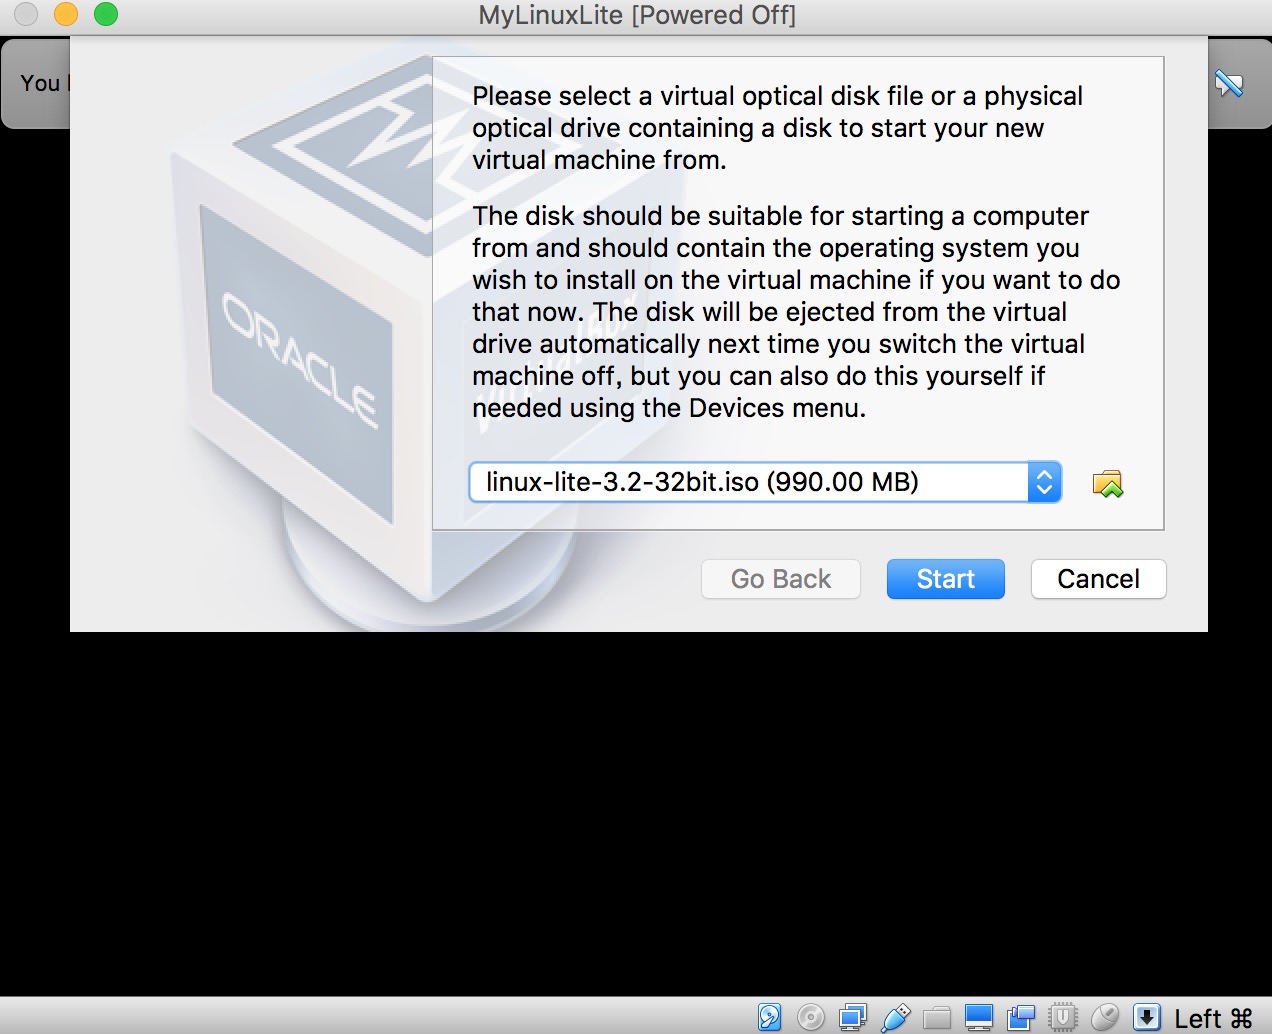 MyLinuxLite [Powered Off]
You
Please select a virtual optical disk file or a physical
optical drive containing a disk to start your new
virtual machine from.
The disk should be suitable for starting a computer
from and should contain the operating system you
wish to install on the virtual machine if you want to do
that now. The disk will be ejected from the virtual
drive automatically next time you switch the virtual
machine off, but you can also do this yourself if
needed using the Devices menu.
ORACLE
VirtualBox
linux-lite-3.2-32bit.iso (990.00 MB)
Go Back
Start
Cancel
Left ⌘